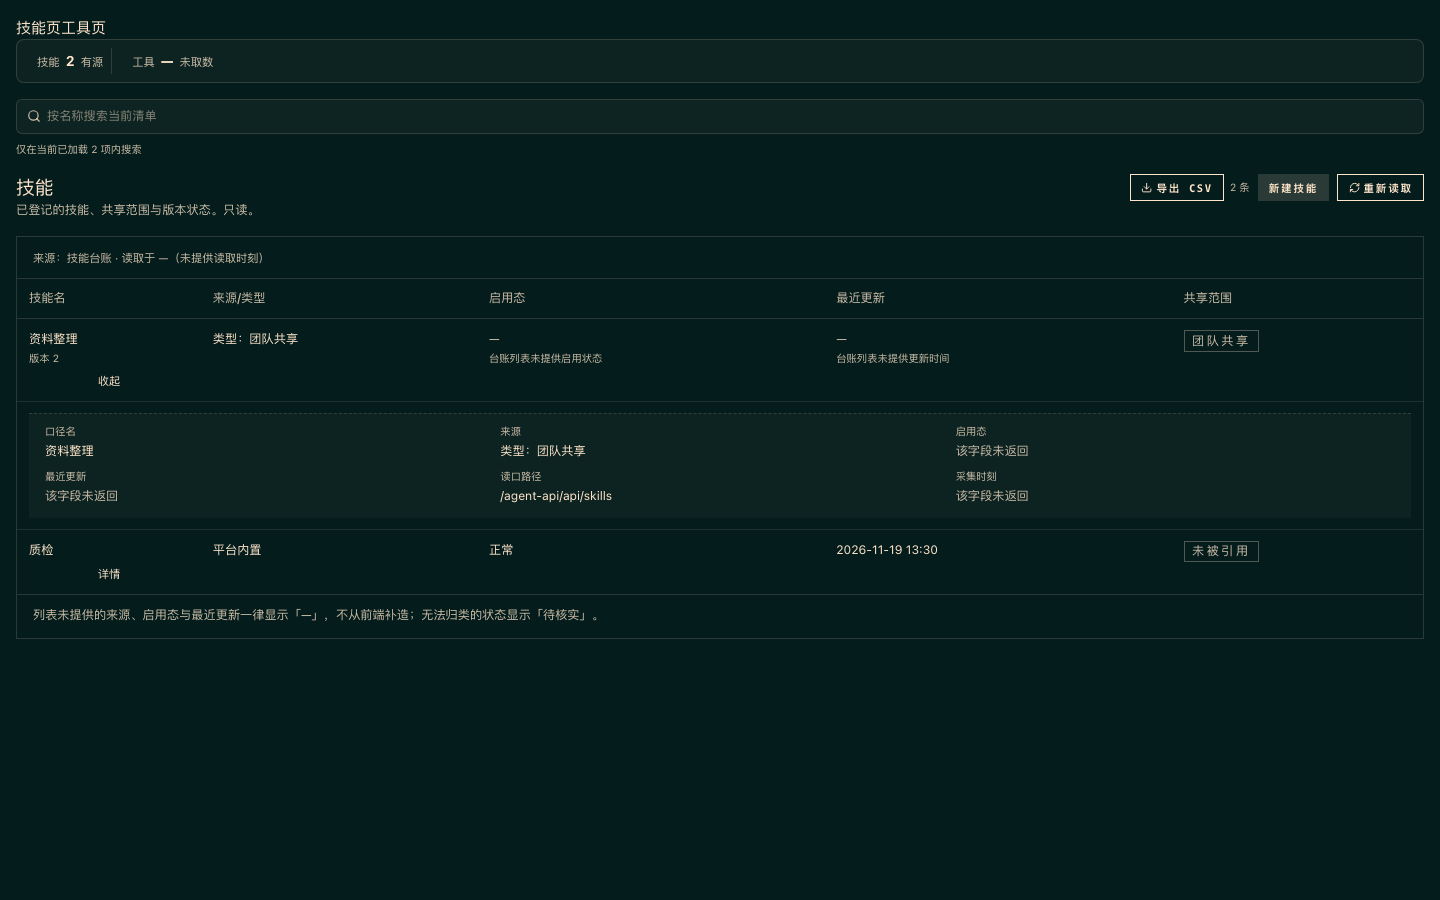 技能页工具页
技能 2 有源 工具 — 未取数
按名称搜索当前清单
仅在当前已加载 2 项内搜索
技能
已登记的技能、共享范围与版本状态。只读。
导出 CSV 2 条 新建技能 重新读取
来源：技能台账 · 读取于 —（未提供读取时刻）
技能名 来源/类型 启用态 最近更新 共享范围
资料整理 类型：团队共享 — — 团队共享
版本 2 台账列表未提供启用状态 台账列表未提供更新时间
收起
口径名 来源 启用态
资料整理 类型：团队共享 该字段未返回
最近更新 读口路径 采集时刻
该字段未返回 /agent-api/api/skills 该字段未返回
质检 平台内置 正常 2026-11-19 13:30 未被引用
详情
列表未提供的来源、启用态与最近更新一律显示「—」，不从前端补造；无法归类的状态显示「待核实」。